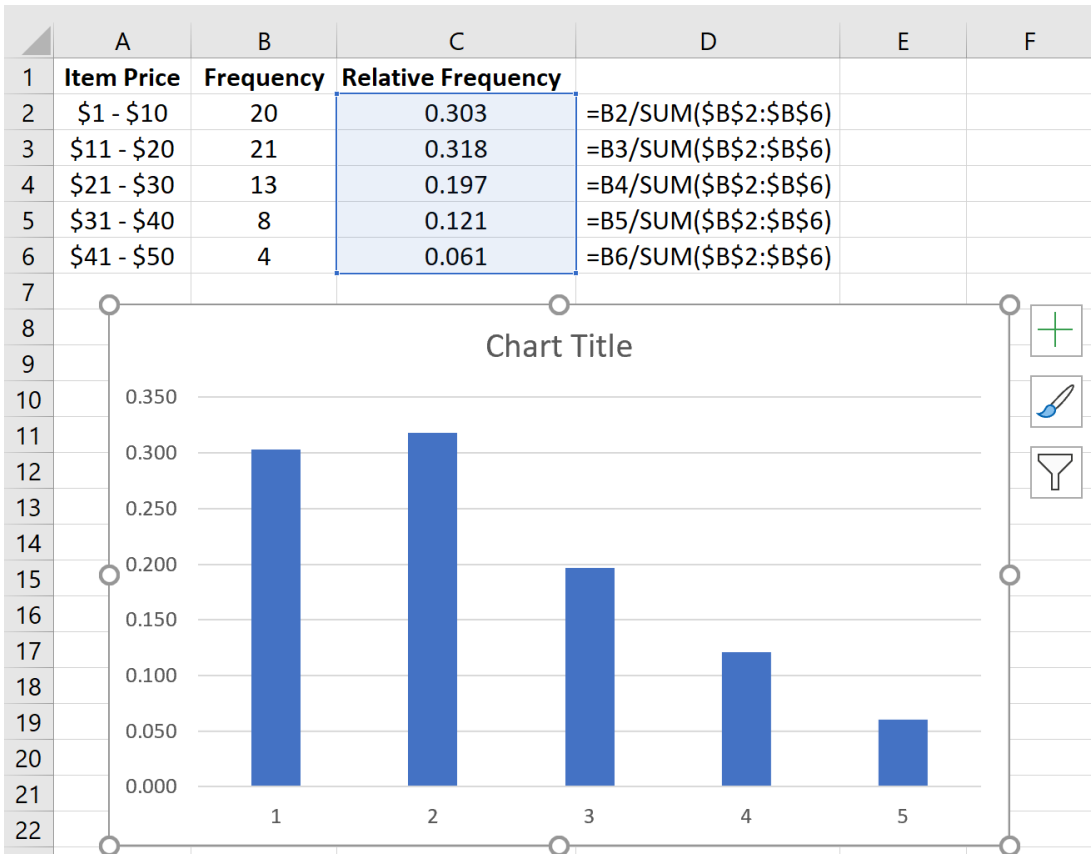 A B C D E F
1 Item Price Frequency Relative Frequency
2 $1 - $10 20 0.303 =B2/SUM($B$2:$B$6)
3 $11 - $20 21 0.318 =B3/SUM($B$2:$B$6)
4 $21 - $30 13 0.197 =B4/SUM($B$2:$B$6)
5 $31 - $40 8 0.121 =B5/SUM($B$2:$B$6)
6 $41 - $50 4 0.061 =B6/SUM($B$2:$B$6)
7
8
Chart Title
9
10 0.350
11
12 0.300
13 0.250
14
15 0.200
16 0.150
17
18 0.100
19 0.050
20
21 0.000
22 1 2 3 4 5